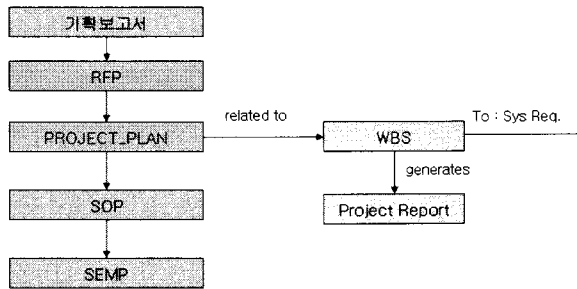 기획보고서
RFP
related to
To : Sys Req.
PROJECT_PLAN
WBS
generates
SOP
Project Report
SEMP